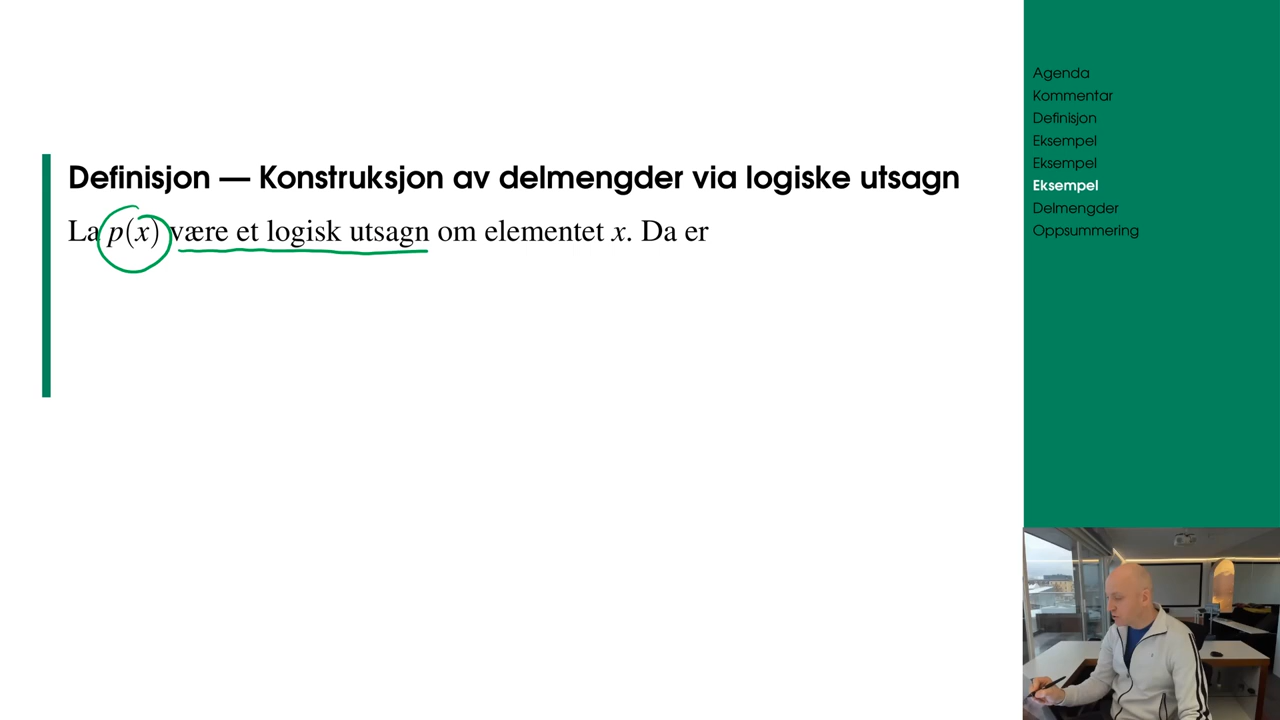 Definisjon — Konstruksjon av delmengder via logiske utsagn
La p(x) være et logisk utsagn om elementet x. Da er
Agenda
Kommentar
Definisjon
Eksempel
Eksempel
Eksempel
Delmengder
Oppsummering